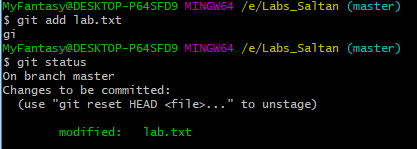 MyFantasy@DESKTOP-P64SFD9 MINGW64 /e/Labs_Saltan (master)
$ git add lab.txt
gi
MyFantasy@DESKTOP-P64SFD9 MINGW64 /e/Labs_Saltan (master)
$ git status
On branch master
Changes to be committed:
  (use "git reset HEAD <file>..." to unstage)

        modified:   lab.txt